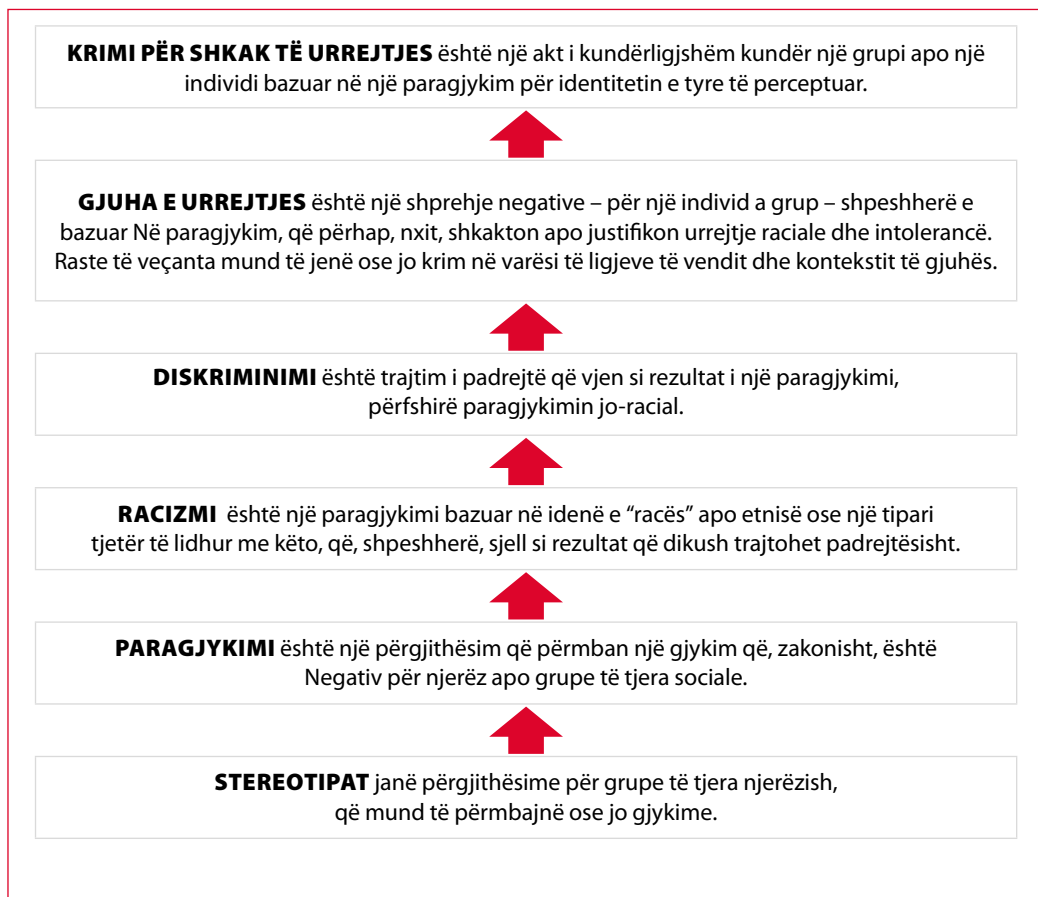 KRIMI PËR SHKAK TË URREJTJES është një akt i kundërligjshëm kundër një grupi apo një
individi bazuar në një paragjykim për identitetin e tyre të perceptuar.
GJUHA E URREJTJES është një shprehje negative – për një individ a grup – shpeshherë e
bazuar Në paragjykim, që përhap, nxit, shkakton apo justifikon urrejtje raciale dhe intolerancë.
Raste të veçanta mund të jenë ose jo krim në varësi të ligjeve të vendit dhe kontekstit të gjuhës.
DISKRIMINIMI është trajtim i padrejtë që vjen si rezultat i një paragjykimi,
përfshirë paragjykimin jo-racial.
RACIZMI është një paragjykimi bazuar në idenë e “racës” apo etnisë ose një tipari
tjetër të lidhur me këto, që, shpeshherë, sjell si rezultat që dikush trajtohet padrejtësisht.
PARAGJYKIMI është një përgjithësim që përmban një gjykim që, zakonisht, është
Negativ për njerëz apo grupe të tjera sociale.
STEREOTIPAT janë përgjithësime për grupe të tjera njerëzish,
që mund të përmbajnë ose jo gjykime.